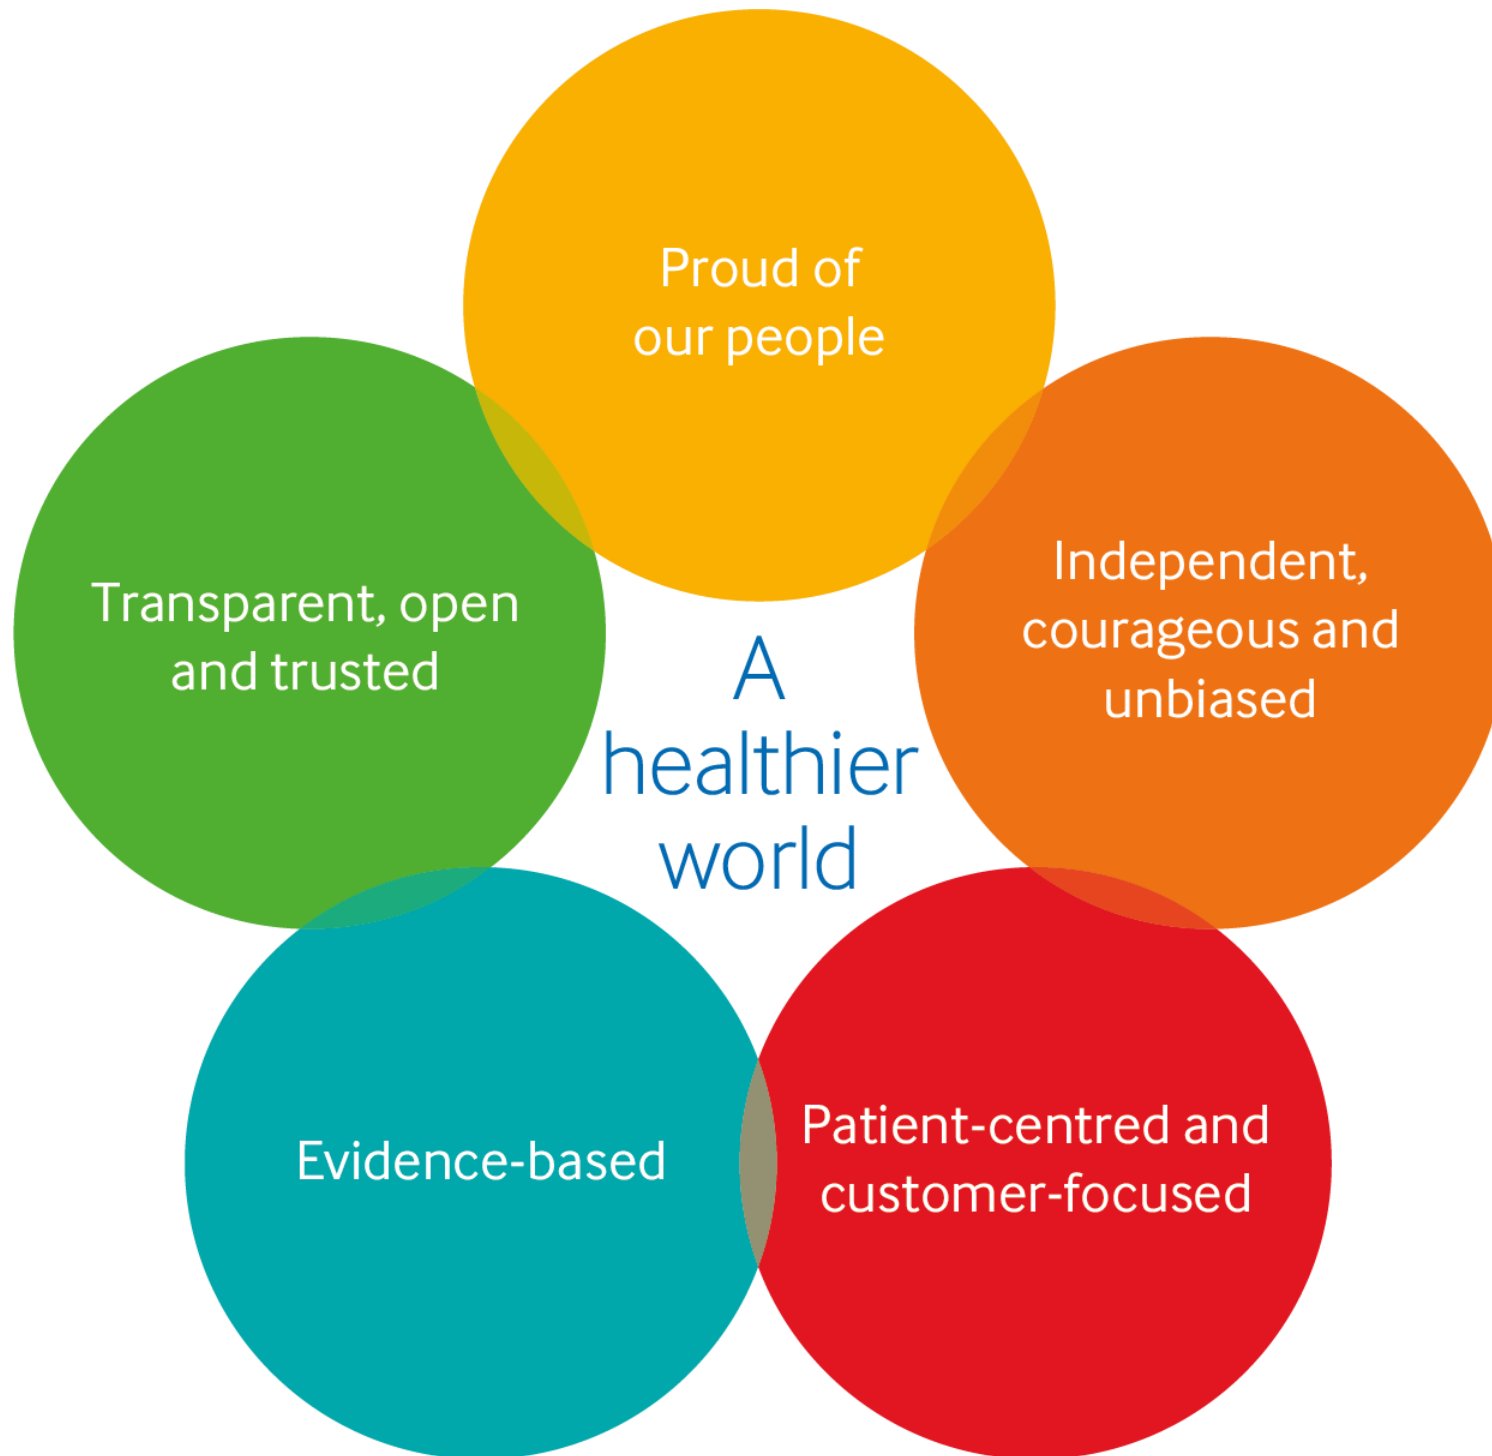 Proud of
our people
Independent,
courageous and
unbiased
Transparent, open
and trusted
A
healthier
world
Patient-centred and
customer-focused
Evidence-based